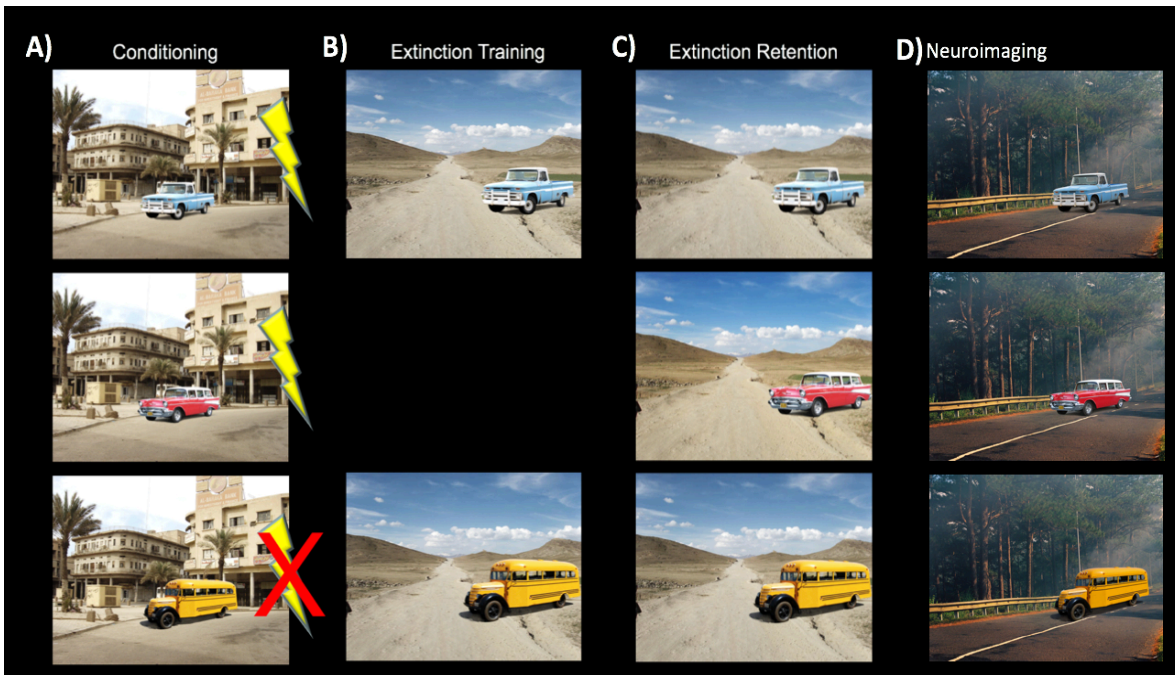 A) Conditioning
B) Extinction Training
C) Extinction Retention
D) Neuroimaging
X